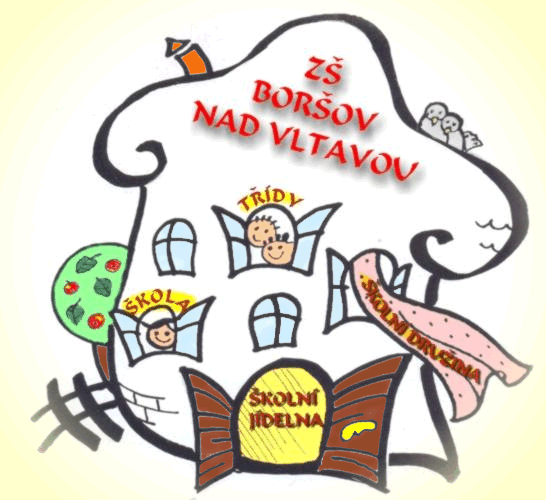 ZŠ
BORŠOV
NAD VLTAVOU
TŘÍDY
ŠKOLA
ŠKOLNÍ DRUŽINA
ŠKOLNÍ
JÍDELNA